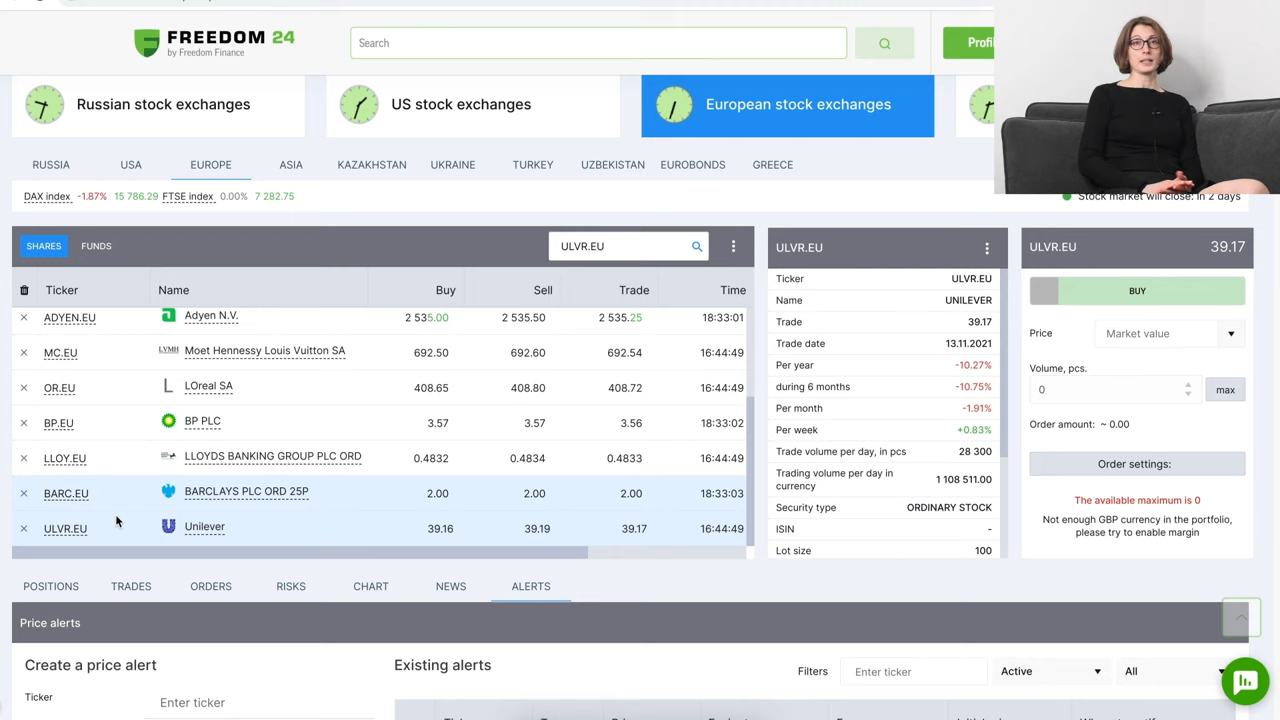 FREEDOM 24
by Freedom Finance
Search
Profil
Russian stock exchanges
US stock exchanges
European stock exchanges
RUSSIA USA EUROPE ASIA KAZAKHSTAN UKRAINE TURKEY UZBEKISTAN EUROBONDS GREECE
DAX index -1.87% 15 786.29 FTSE index 0.00% 7 282.75
Stock market will close: in 2 days
SHARES FUNDS ULVR.EU
Ticker Name Buy Sell Trade Time
ADYEN.EU Adyen N.V. 2 535.00 2 535.50 2 535.25 18:33:01
MC.EU LVMH Moet Hennessy Louis Vuitton SA 692.50 692.60 692.54 16:44:49
OR.EU L LOreal SA 408.65 408.80 408.72 16:44:49
BP.EU BP PLC 3.57 3.57 3.56 18:33:02
LLOY.EU LLOYDS BANKING GROUP PLC ORD 0.4832 0.4834 0.4833 16:44:49
BARC.EU BARCLAYS PLC ORD 25P 2.00 2.00 2.00 18:33:03
ULVR.EU Unilever 39.16 39.19 39.17 16:44:49
ULVR.EU
Ticker ULVR.EU
Name UNILEVER
Trade 39.17
Trade date 13.11.2021
Per year -10.27%
during 6 months -10.75%
Per month -1.91%
Per week +0.83%
Trade volume per day, in pcs 28 300
Trading volume per day in
currency 1 108 511.00
Security type ORDINARY STOCK
ISIN -
Lot size 100
ULVR.EU 39.17
BUY
Price Market value
Volume, pcs.
0 max
Order amount: ~ 0.00
Order settings:
The available maximum is 0
Not enough GBP currency in the portfolio,
please try to enable margin
POSITIONS TRADES ORDERS RISKS CHART NEWS ALERTS
Price alerts
Create a price alert
Ticker Enter ticker
Existing alerts
Filters Enter ticker Active All